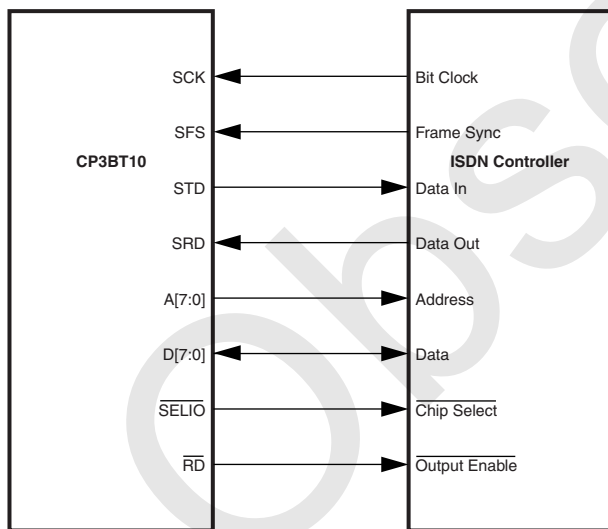 SCK Bit Clock
SFS Frame Sync
CP3BT10 ISDN Controller
STD Data In
SRD Data Out
A[7:0] Address
D[7:0] Data
SELIO Chip Select
RD Output Enable